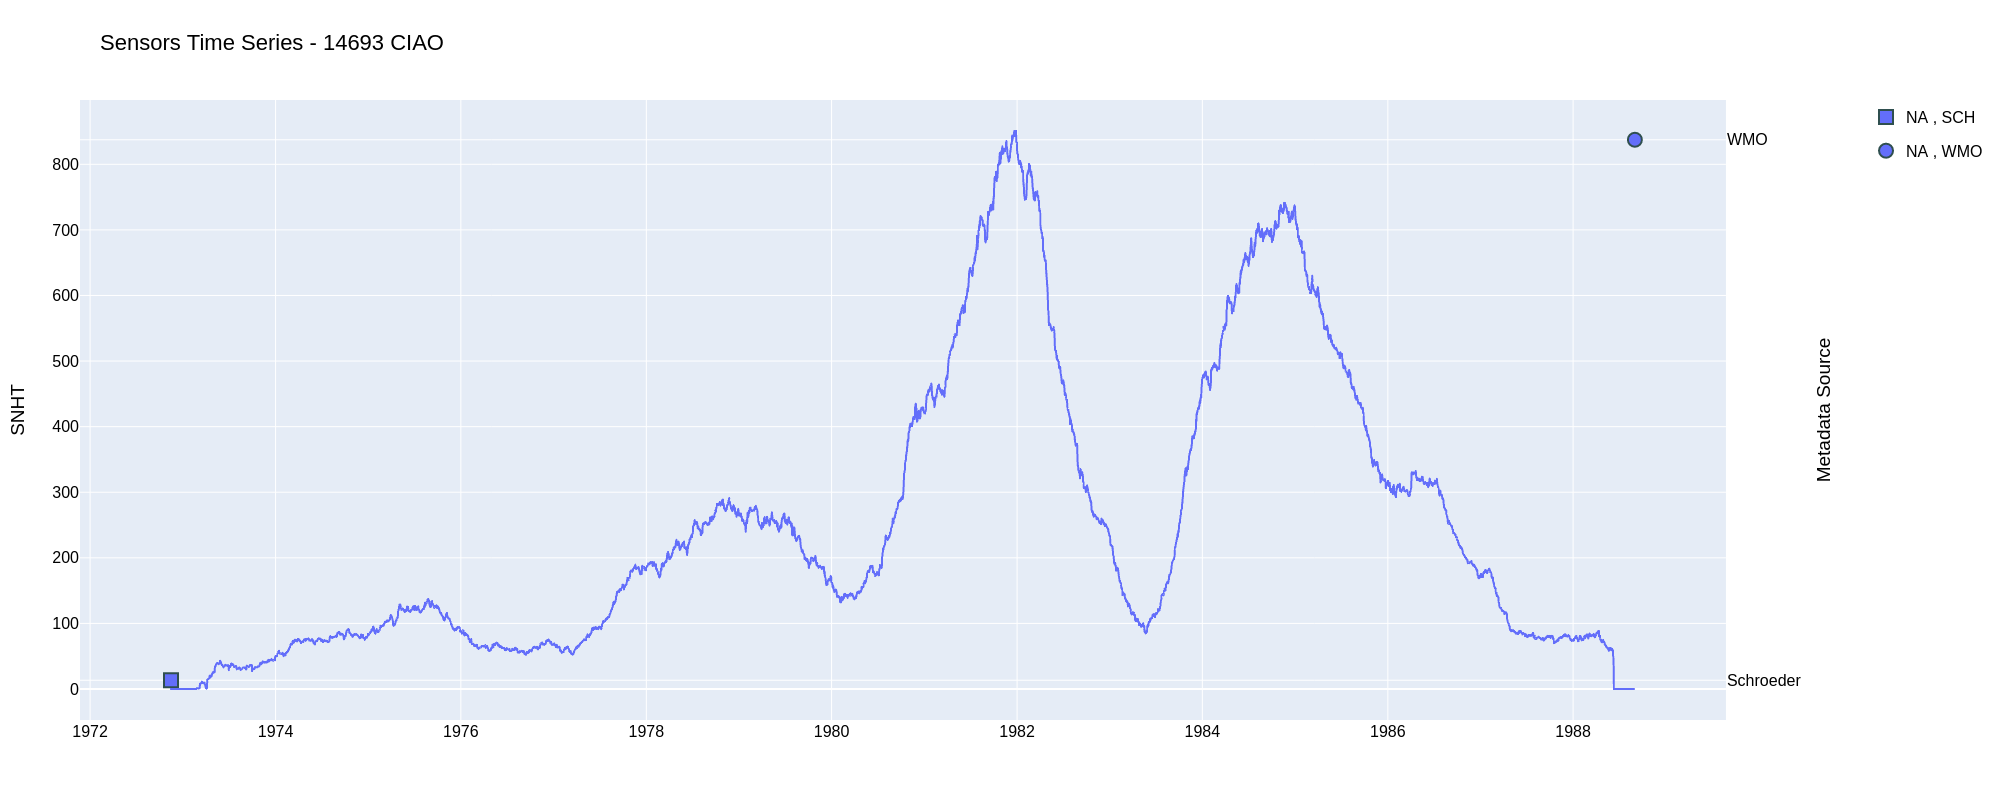 Sensors Time Series - 14693 CIAO
NA , SCH
NA , WMO
WMO
Schroeder
Metadata Source
SNHT
800
700
600
500
400
300
200
100
0
1972 1974 1976 1978 1980 1982 1984 1986 1988